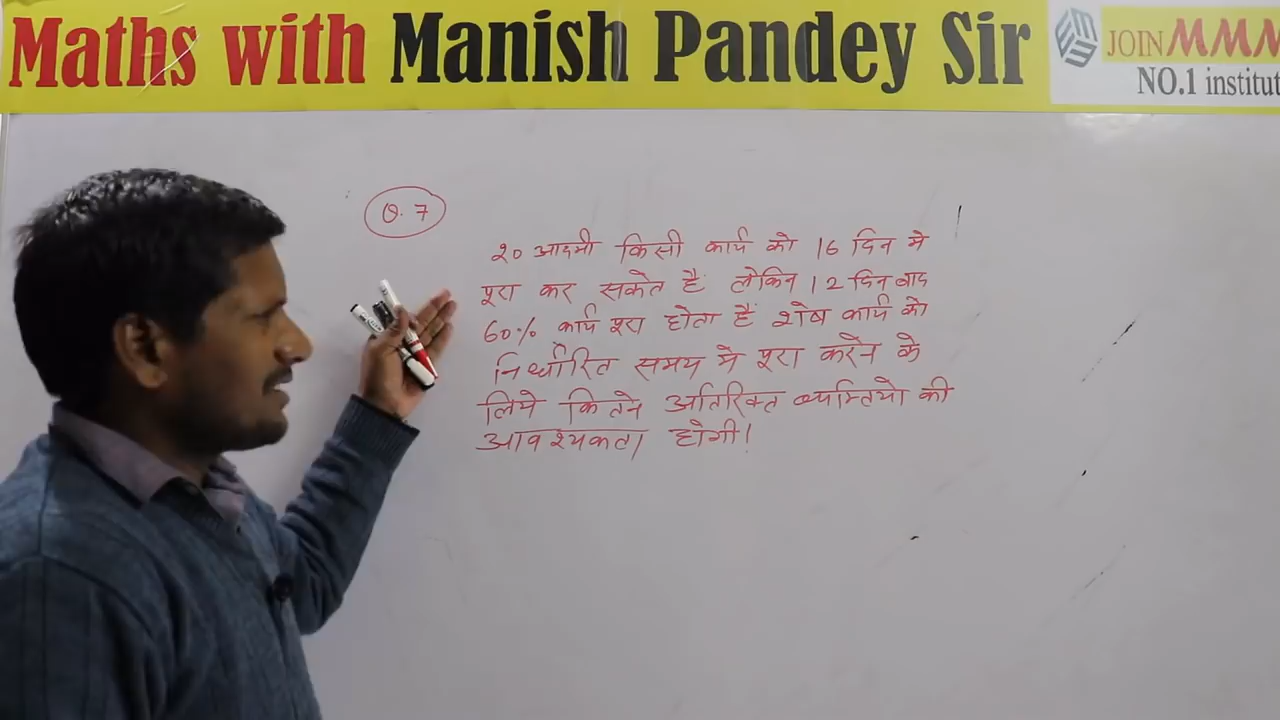 Maths with Manish Pandey Sir
JOIN MMM
NO.1 institut
Q. 7
20 आदमी किसी कार्य को 16 दिन मे
पूरा कर सकते है लेकिन 12 दिन बाद
60% कार्य पूरा होता है शेष कार्य को
निर्धारित समय मे पूरा करने के
लिये कितने अतिरिक्त व्यक्तियो की
आवश्यकता होगी।